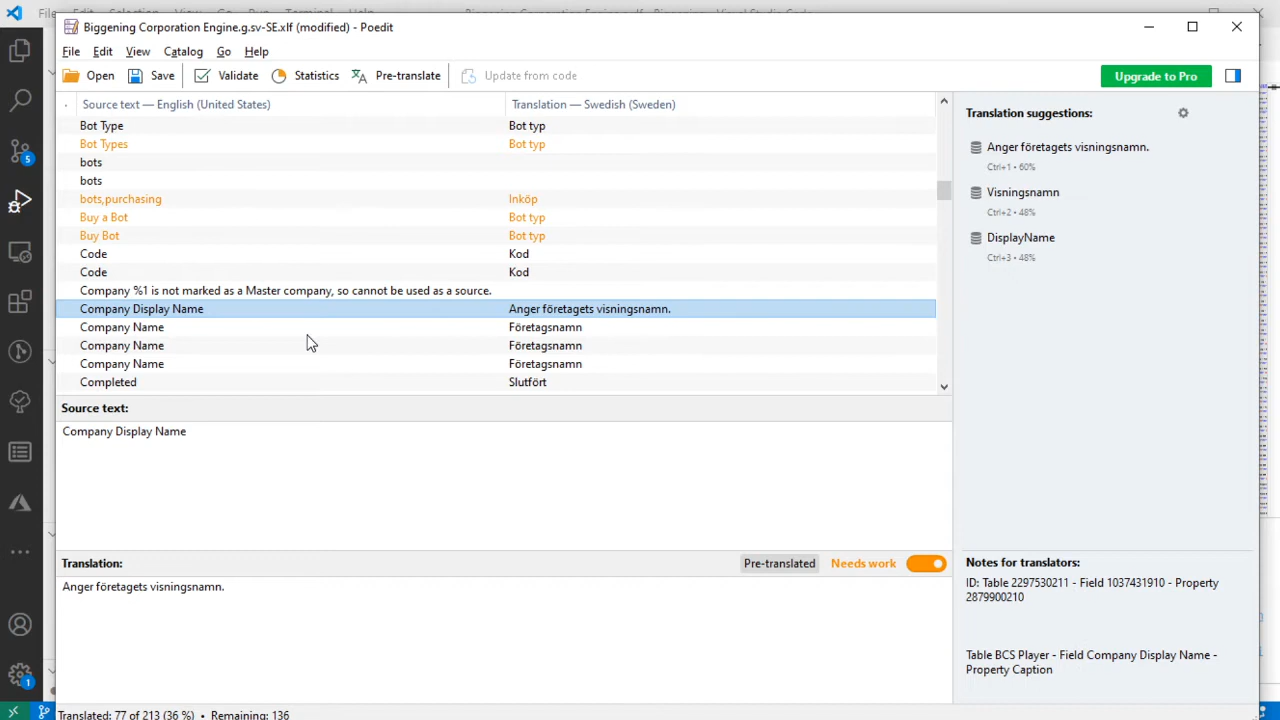 Biggening Corporation Engine.g.sv-SE.xlf (modified) - Poedit
File Edit View Catalog Go Help
Open Save Validate Statistics Pre-translate Update from code Upgrade to Pro
Source text — English (United States) Translation — Swedish (Sweden)
Bot Type Bot typ
Bot Types Bot typ
bots
bots
bots,purchasing Inköp
Buy a Bot Bot typ
Buy Bot Bot typ
Code Kod
Code Kod
Company %1 is not marked as a Master company, so cannot be used as a source.
Company Display Name Anger företagets visningsnamn.
Company Name Företagsnamn
Company Name Företagsnamn
Company Name Företagsnamn
Completed Slutfört
Source text:
Company Display Name
Translation: Pre-translated Needs work
Anger företagets visningsnamn.
Translated: 77 of 213 (36 %) • Remaining: 136
Translation suggestions:
Anger företagets visningsnamn.
Ctrl+1 • 60%
Visningsnamn
Ctrl+2 • 48%
DisplayName
Ctrl+3 • 48%
Notes for translators:
ID: Table 2297530211 - Field 1037431910 - Property
2879900210
Table BCS Player - Field Company Display Name -
Property Caption
5
1